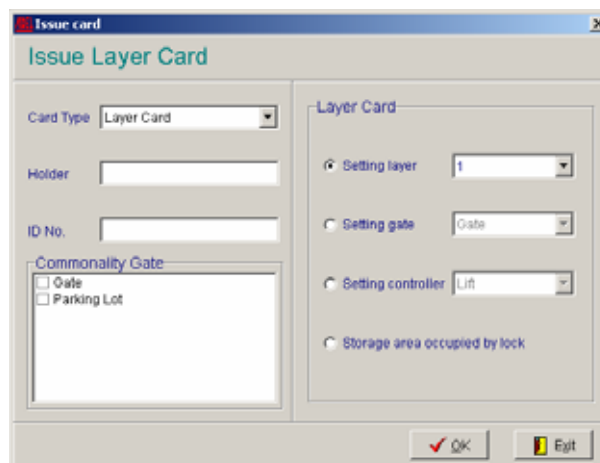 Issue card
Issue Layer Card
Card Type Layer Card
Holder
ID No.
Commonality Gate
Gate
Parking Lot
Layer Card
Setting layer 1
Setting gate Gate
Setting controller Lift
Storage area occupied by lock
OK Exit